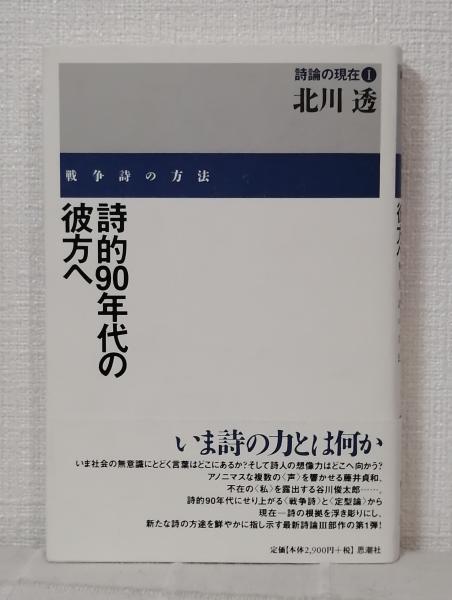 詩論の現在❶
北川 透
戦争詩の方法
詩的90年代の
彼方へ
いま詩の力とは何か
いま社会の無意識にとどく言葉はどこにあるか?そして詩人の想像力はどこへ向かう?
アノニマスな複数の〈声〉を響かせる藤井貞和、
不在の〈私〉を露出する谷川俊太郎……。
詩的90年代にせり上がる〈戦争詩〉と〈定型論〉から
現在―詩の根拠を浮き彫りにし、
新たな詩の方途を鮮やかに指し示す最新詩論Ⅲ部作の第1弾!
定価【本体2,900円+税】思潮社
彼方へ